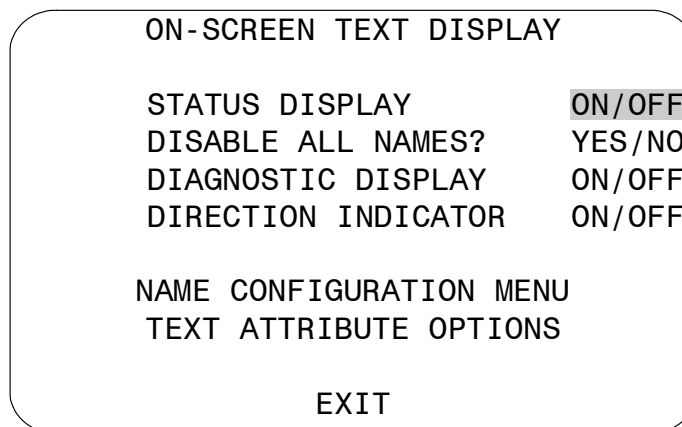 ON-SCREEN TEXT DISPLAY
STATUS DISPLAY ON/OFF
DISABLE ALL NAMES? YES/NO
DIAGNOSTIC DISPLAY ON/OFF
DIRECTION INDICATOR ON/OFF
NAME CONFIGURATION MENU
TEXT ATTRIBUTE OPTIONS
EXIT